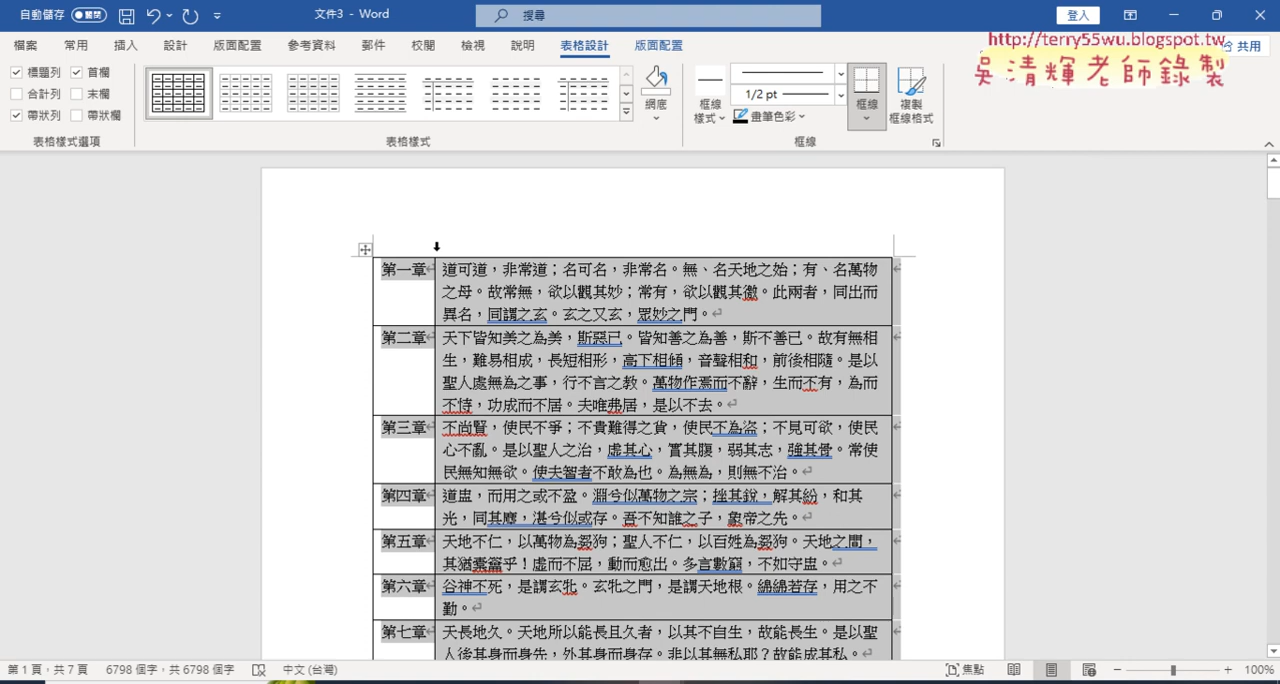 自動儲存 關閉 文件3 - Word 搜尋 登入
檔案 常用 插入 設計 版面配置 參考資料 郵件 校閱 檢視 說明 表格設計 版面配置 共用
http://terry55wu.blogspot.tw
吳清輝老師錄製
標題列 首欄
合計列 末欄
帶狀列 帶狀欄
表格樣式選項
表格樣式
網底
框線樣式
1/2 pt
畫筆色彩
框線
複製框線格式
框線
第一章 道可道，非常道；名可名，非常名。無、名天地之始；有、名萬物
之母。故常無，欲以觀其妙；常有，欲以觀其徼。此兩者，同出而
異名，同謂之玄。玄之又玄，眾妙之門。
第二章 天下皆知美之為美，斯惡已。皆知善之為善，斯不善已。故有無相
生，難易相成，長短相形，高下相傾，音聲相和，前後相隨。是以
聖人處無為之事，行不言之教。萬物作焉而不辭，生而不有，為而
不恃，功成而不居。夫唯弗居，是以不去。
第三章 不尚賢，使民不爭；不貴難得之貨，使民不為盜；不見可欲，使民
心不亂。是以聖人之治，虛其心，實其腹，弱其志，強其骨。常使
民無知無欲。使夫智者不敢為也。為無為，則無不治。
第四章 道盅，而用之或不盈。淵兮似萬物之宗；挫其銳，解其紛，和其
光，同其塵，湛兮似或存。吾不知誰之子，象帝之先。
第五章 天地不仁，以萬物為芻狗；聖人不仁，以百姓為芻狗。天地之間，
其猶橐籥乎！虛而不屈，動而愈出。多言數窮，不如守盅。
第六章 谷神不死，是謂玄牝。玄牝之門，是謂天地根。綿綿若存，用之不
勤。
第七章 天長地久。天地所以能長且久者，以其不自生，故能長生。是以聖
人後其身而身先，外其身而身存。非以其無私耶？故能成其私。
第 1 頁，共 7 頁 6798 個字，共 6798 個字 中文 (台灣) 焦點 100%